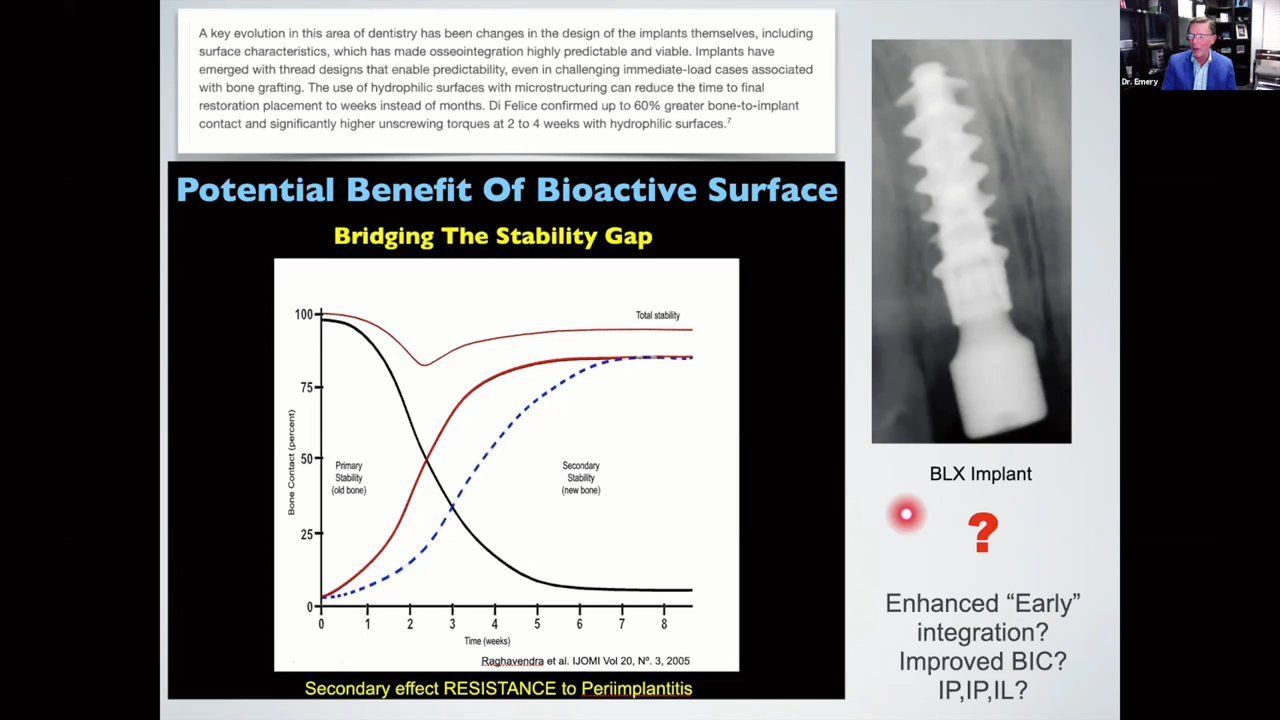 A key evolution in this area of dentistry has been changes in the design of the implants themselves, including
surface characteristics, which has made osseointegration highly predictable and viable. Implants have
emerged with thread designs that enable predictability, even in challenging immediate-load cases associated
with bone grafting. The use of hydrophilic surfaces with microstructuring can reduce the time to final
restoration placement to weeks instead of months. Di Felice confirmed up to 60% greater bone-to-implant
contact and significantly higher unscrewing torques at 2 to 4 weeks with hydrophilic surfaces.⁷
Dr. Emery
Potential Benefit Of Bioactive Surface
Bridging The Stability Gap
100
75
50
25
0
Bone Contact (percent)
Total stability
Primary
Stability
(old bone)
Secondary
Stability
(new bone)
0 1 2 3 4 5 6 7 8
Time (weeks)
Raghavendra et al. IJOMI Vol 20, Nº. 3, 2005
Secondary effect RESISTANCE to Periimplantitis
BLX Implant
?
Enhanced “Early”
integration?
Improved BIC?
IP,IP,IL?